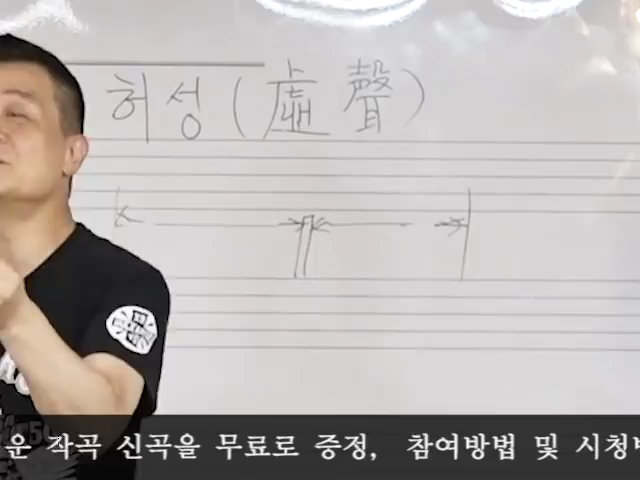 허성 (虛聲)
운 작곡 신곡을 무료로 증정, 참여방법 및 시청